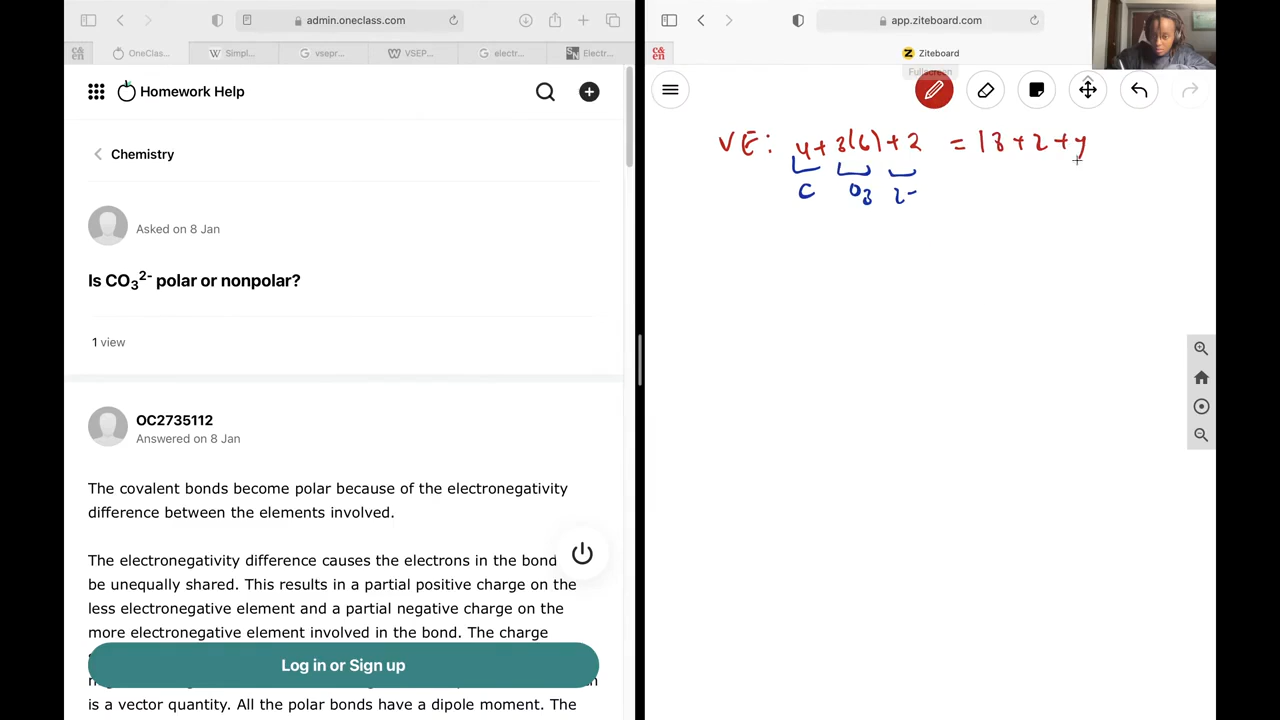 admin.oneclass.com
app.ziteboard.com
OneClas...
Simpl...
vsepr...
VSEP...
electr...
Electr...
Ziteboard
Fullscreen
Homework Help
Chemistry
Asked on 8 Jan
Is CO₃²⁻ polar or nonpolar?
1 view
OC2735112
Answered on 8 Jan
The covalent bonds become polar because of the electronegativity
difference between the elements involved.
The electronegativity difference causes the electrons in the bond
be unequally shared. This results in a partial positive charge on the
less electronegative element and a partial negative charge on the
more electronegative element involved in the bond. The charge
Log in or Sign up
is a vector quantity. All the polar bonds have a dipole moment. The
VE: 4+3(6)+2 = 18+2+4
C O₃ 2-